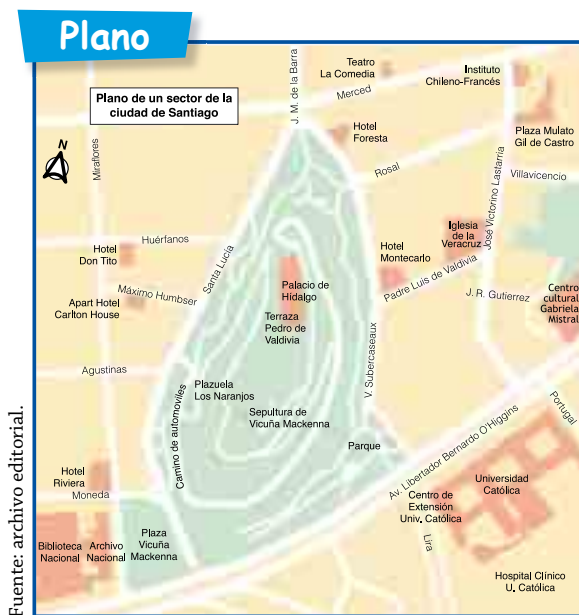 Plano
Plano de un sector de la
ciudad de Santiago
N
Miraflores
J. M. de la Barra
Teatro
La Comedia
Merced
Instituto
Chileno-Francés
Hotel
Foresta
Plaza Mulato
Gil de Castro
Rosal
Villavicencio
José Victorino Lastarria
Iglesia
de la
Veracruz
Huérfanos
Hotel
Don Tito
Santa Lucía
Hotel
Montecarlo
Padre Luis de Valdivia
Palacio de
Hidalgo
Máximo Humbser
Apart Hotel
Carlton House
Terraza
Pedro de
Valdivia
J. R. Gutierrez
Centro
cultural
Gabriela
Mistral
V. Subercaseaux
Agustinas
Plazuela
Los Naranjos
Sepultura de
Vicuña Mackenna
Camino de automoviles
Parque
Av. Libertador Bernardo O'Higgins
Portugal
Hotel
Riviera
Moneda
Universidad
Católica
Centro de
Extensión
Univ. Católica
Plaza
Vicuña
Mackenna
Biblioteca
Nacional
Archivo
Nacional
Lira
Hospital Clínico
U. Católica
Fuente: archivo editorial.